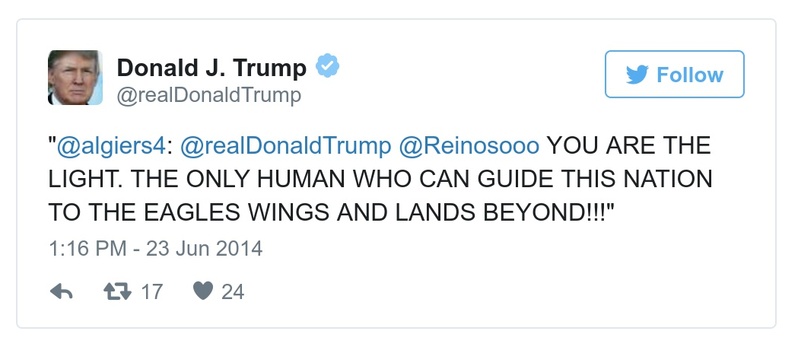 Donald J. Trump
@realDonaldTrump
Follow
"@algiers4: @realDonaldTrump @Reinosooo YOU ARE THE
LIGHT. THE ONLY HUMAN WHO CAN GUIDE THIS NATION
TO THE EAGLES WINGS AND LANDS BEYOND!!!"
1:16 PM - 23 Jun 2014
17 24